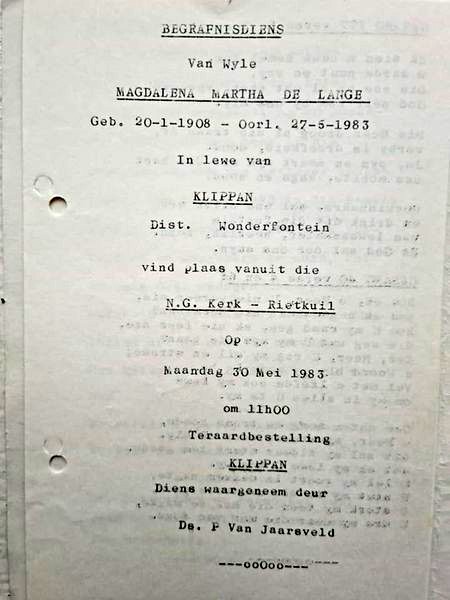 BEGRAFNISDIENS
Van Wyle
MAGDALENA MARTHA DE LANGE
Geb. 20-1-1908 - Oorl. 27-5-1983
In lewe van
KLIPPAN
Dist. Wonderfontein
vind plaas vanuit die
N.G. Kerk - Rietkuil
Op
Maandag 30 Mei 1983
om 11h00
Teraardbestelling
KLIPPAN
Diens waargeneem deur
Ds. P Van Jaarsveld
---ooOoo---